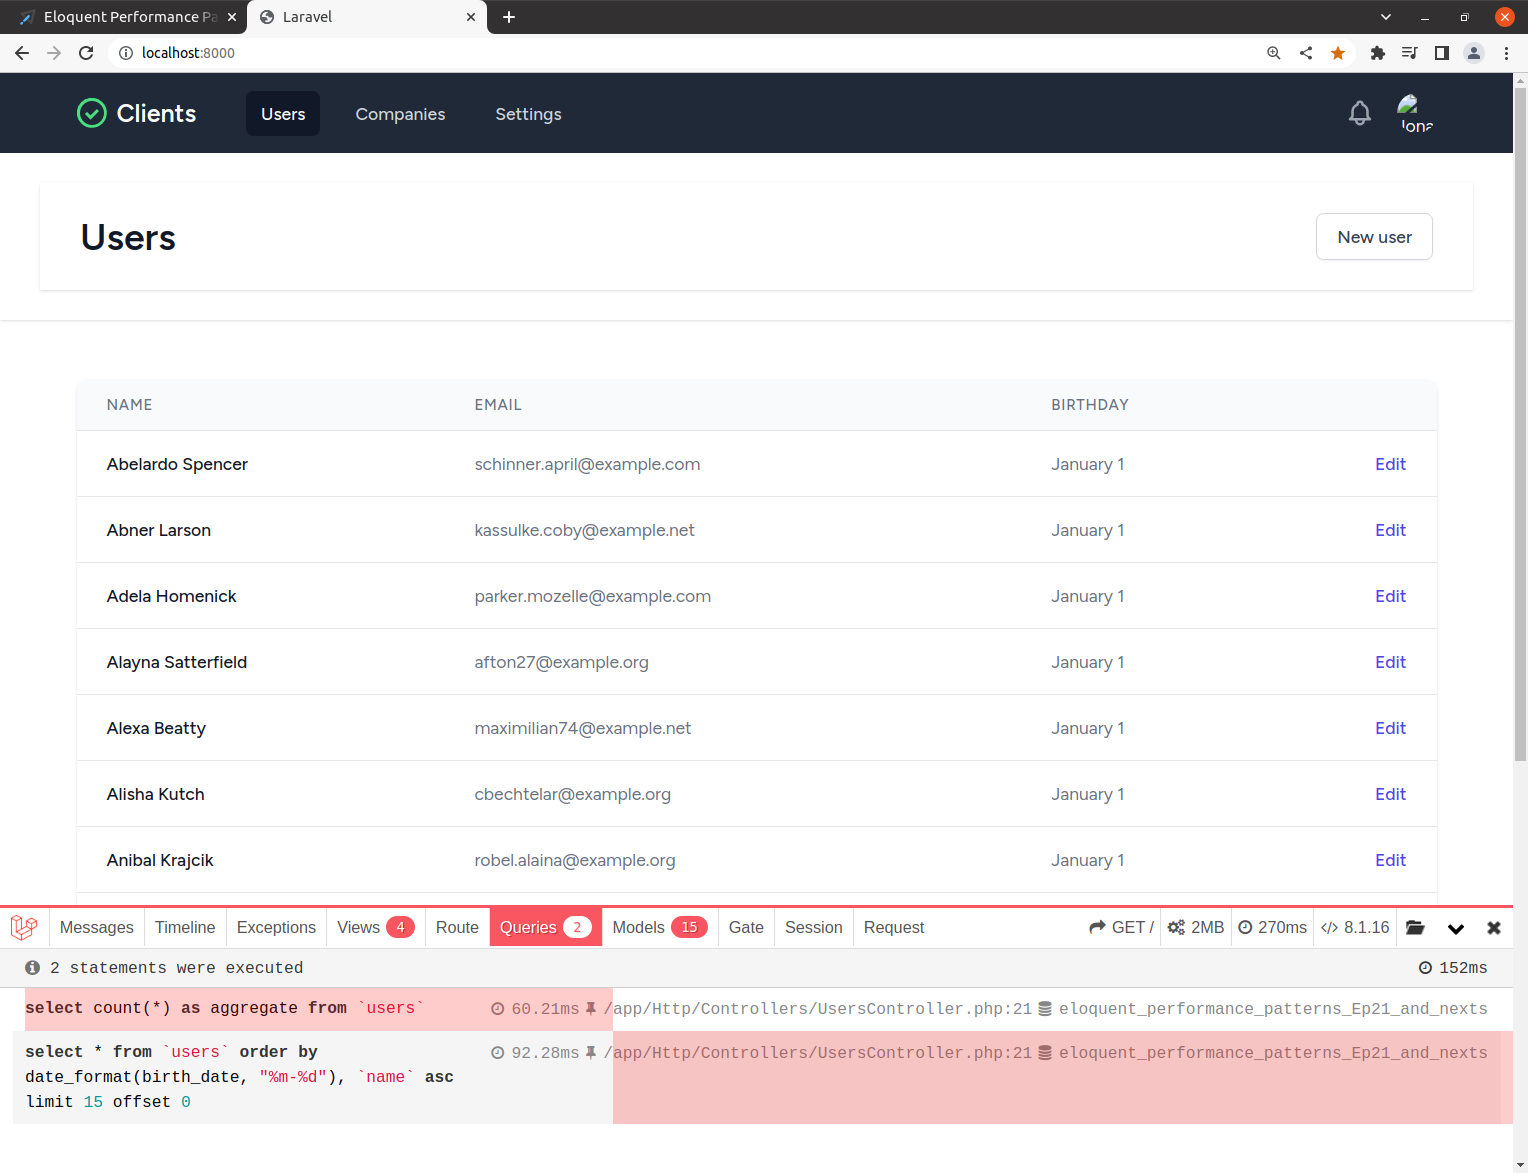 Eloquent Performance Pa
Laravel
localhost:8000
Clients Users Companies Settings
Jona
Users New user
NAME EMAIL BIRTHDAY
Abelardo Spencer schinner.april@example.com January 1 Edit
Abner Larson kassulke.coby@example.net January 1 Edit
Adela Homenick parker.mozelle@example.com January 1 Edit
Alayna Satterfield afton27@example.org January 1 Edit
Alexa Beatty maximilian74@example.net January 1 Edit
Alisha Kutch cbechtelar@example.org January 1 Edit
Anibal Krajcik robel.alaina@example.org January 1 Edit
Messages Timeline Exceptions Views 4 Route Queries 2 Models 15 Gate Session Request GET / 2MB 270ms </> 8.1.16
2 statements were executed 152ms
select count(*) as aggregate from `users` 60.21ms /app/Http/Controllers/UsersController.php:21 eloquent_performance_patterns_Ep21_and_nexts
select * from `users` order by 92.28ms /app/Http/Controllers/UsersController.php:21 eloquent_performance_patterns_Ep21_and_nexts
date_format(birth_date, "%m-%d"), `name` asc
limit 15 offset 0